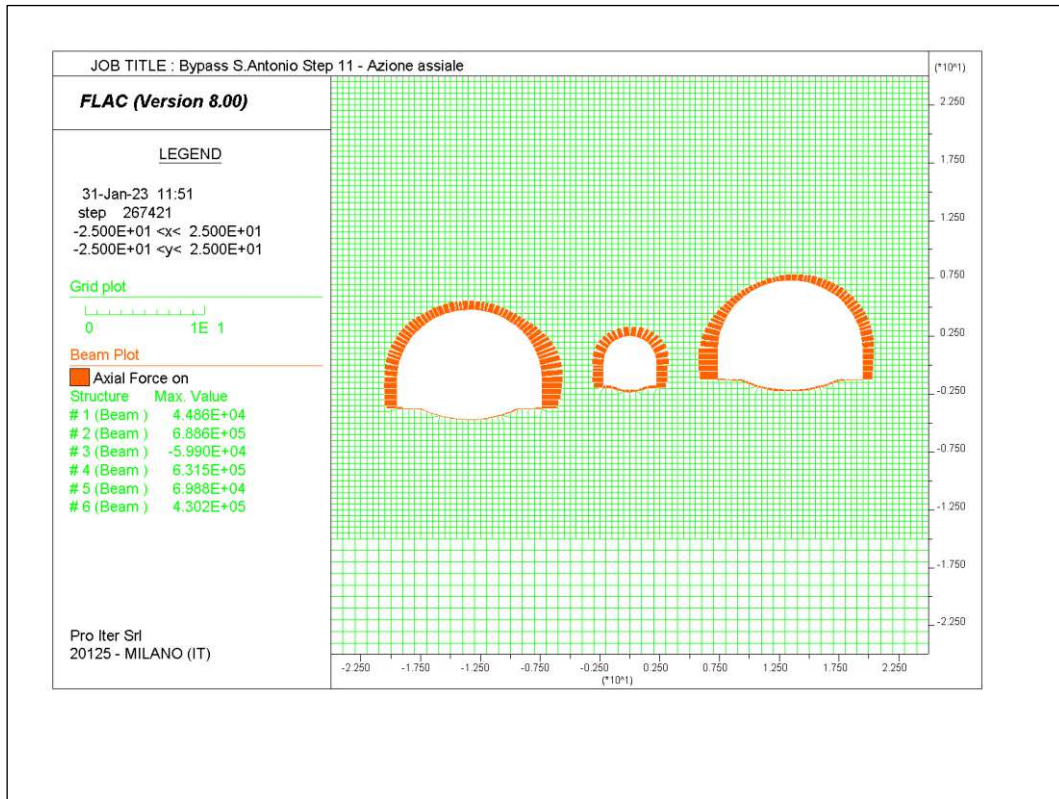 JOB TITLE : Bypass S.Antonio Step 11 - Azione assiale
(*10^1)
FLAC (Version 8.00)
LEGEND
31-Jan-23 11:51
step 267421
-2.500E+01 <x< 2.500E+01
-2.500E+01 <y< 2.500E+01
Grid plot
0 1E 1
Beam Plot
Axial Force on
Structure Max. Value
# 1 (Beam ) 4.486E+04
# 2 (Beam ) 6.886E+05
# 3 (Beam ) -5.990E+04
# 4 (Beam ) 6.315E+05
# 5 (Beam ) 6.988E+04
# 6 (Beam ) 4.302E+05
Pro Iter Srl
20125 - MILANO (IT)
2.250
1.750
1.250
0.750
0.250
-0.250
-0.750
-1.250
-1.750
-2.250
-2.250 -1.750 -1.250 -0.750 -0.250 0.250 0.750 1.250 1.750 2.250
(*10^1)